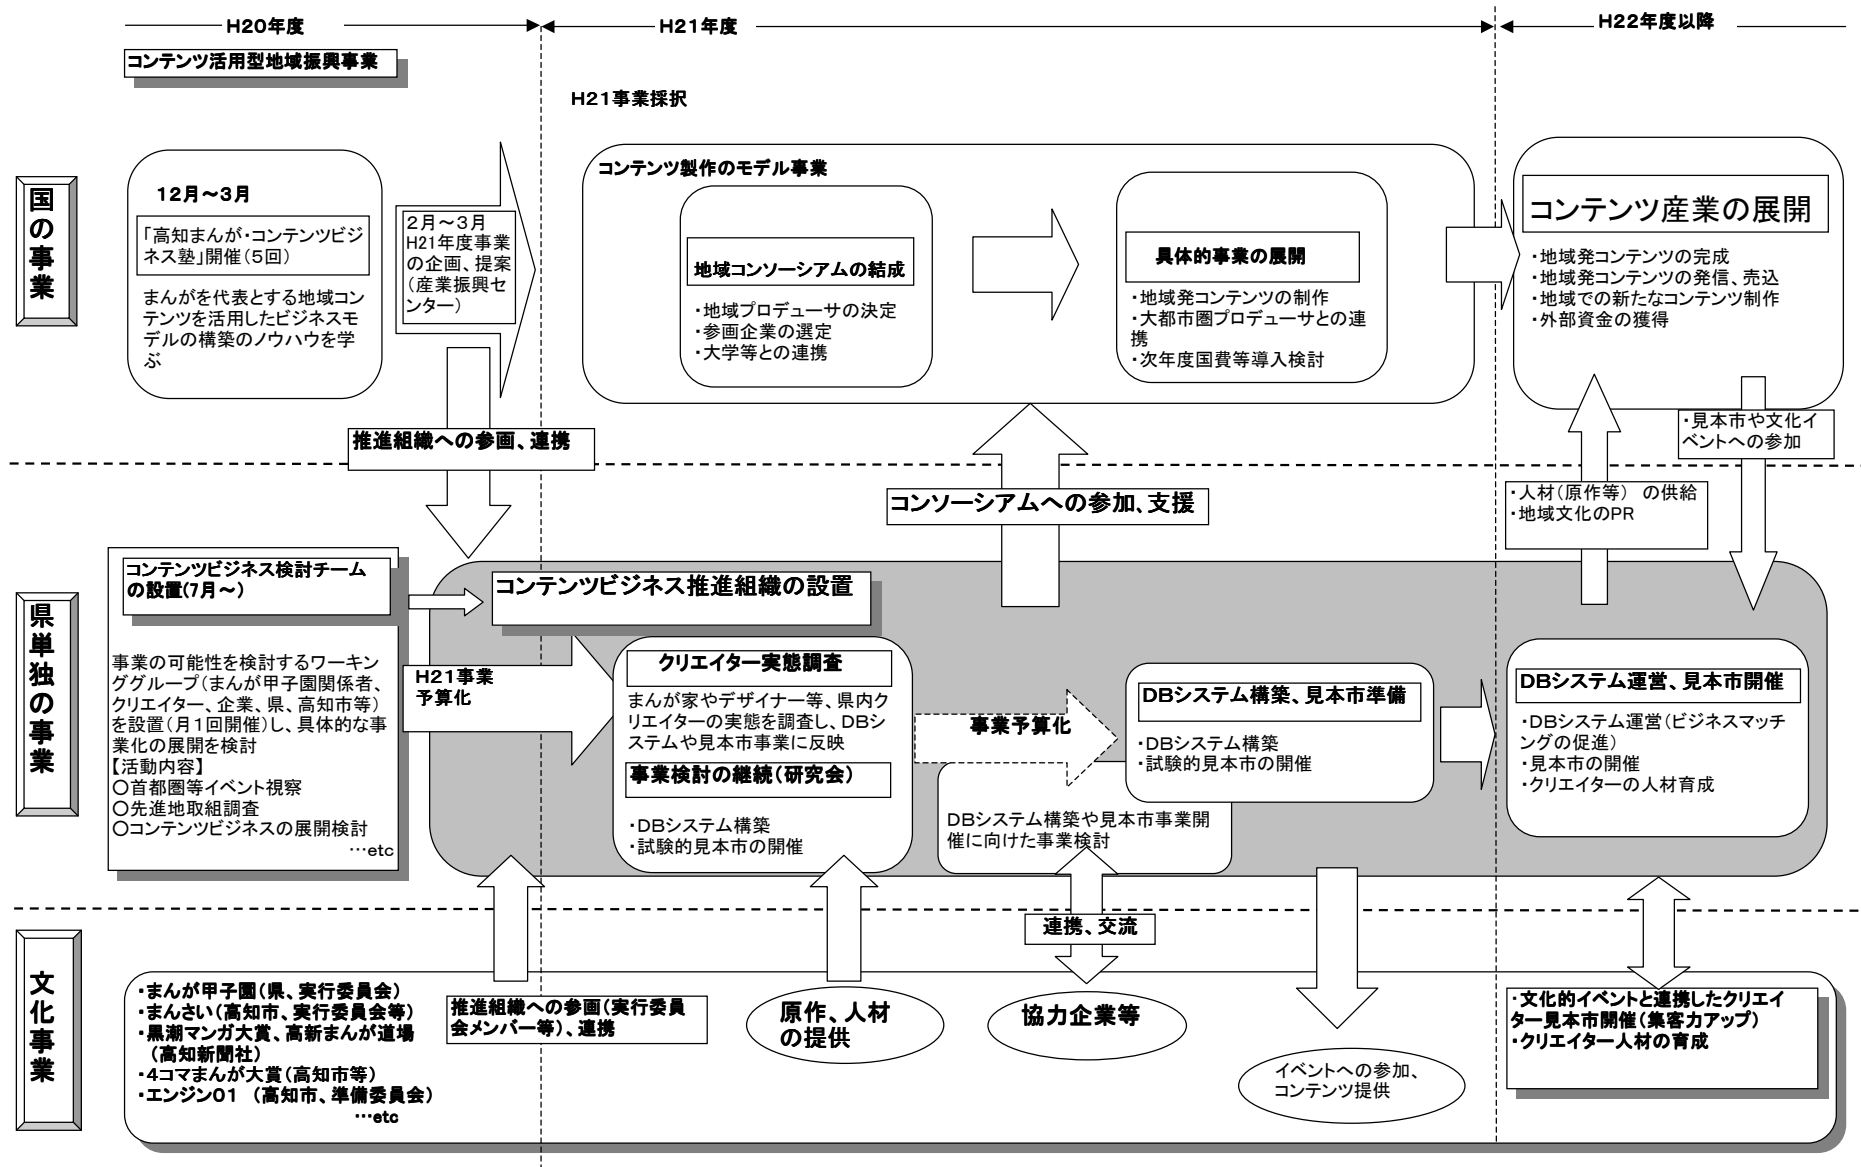 H20年度
H21年度
H22年度以降
コンテンツ活用型地域振興事業
H21事業採択
国の事業
12月～3月
「高知まんが・コンテンツビジ
ネス塾」開催（5回）
まんがを代表とする地域コン
テンツを活用したビジネスモ
デルの構築のノウハウを学
ぶ
2月～3月
H21年度事業
の企画、提案
（産業振興セ
ンター）
コンテンツ製作のモデル事業
地域コンソーシアムの結成
・地域プロデューサの決定
・参画企業の選定
・大学等との連携
具体的事業の展開
・地域発コンテンツの制作
・大都市圏プロデューサとの連
携
・次年度国費等導入検討
コンテンツ産業の展開
・地域発コンテンツの完成
・地域発コンテンツの発信、売込
・地域での新たなコンテンツ制作
・外部資金の獲得
推進組織への参画、連携
コンソーシアムへの参加、支援
・見本市や文化イ
ベントへの参加
・人材（原作等）　の供給
・地域文化のPR
県単独の事業
コンテンツビジネス検討チーム
の設置(7月～)
事業の可能性を検討するワーキン
ググループ（まんが甲子園関係者、
クリエイター、企業、県、高知市等）
を設置（月1回開催）し、具体的な事
業化の展開を検討
【活動内容】
○首都圏等イベント視察
○先進地取組調査
○コンテンツビジネスの展開検討
…etc
コンテンツビジネス推進組織の設置
H21事業
予算化
クリエイター実態調査
まんが家やデザイナー等、県内ク
リエイターの実態を調査し、DBシ
ステムや見本市事業に反映
事業検討の継続（研究会）
・DBシステム構築
・試験的見本市の開催
事業予算化
DBシステム構築や見本市事業開
催に向けた事業検討
DBシステム構築、見本市準備
・DBシステム構築
・試験的見本市の開催
DBシステム運営、見本市開催
・DBシステム運営（ビジネスマッチ
ングの促進）
・見本市の開催
・クリエイターの人材育成
文化事業
・まんが甲子園（県、実行委員会）
・まんさい（高知市、実行委員会等）
・黒潮マンガ大賞、高新まんが道場
（高知新聞社）
・4コマまんが大賞（高知市等）
・エンジン01　（高知市、準備委員会）
…etc
推進組織への参画（実行委員
会メンバー等）、連携
原作、人材
の提供
連携、交流
協力企業等
イベントへの参加、
コンテンツ提供
・文化的イベントと連携したクリエイ
ター見本市開催（集客力アップ）
・クリエイター人材の育成